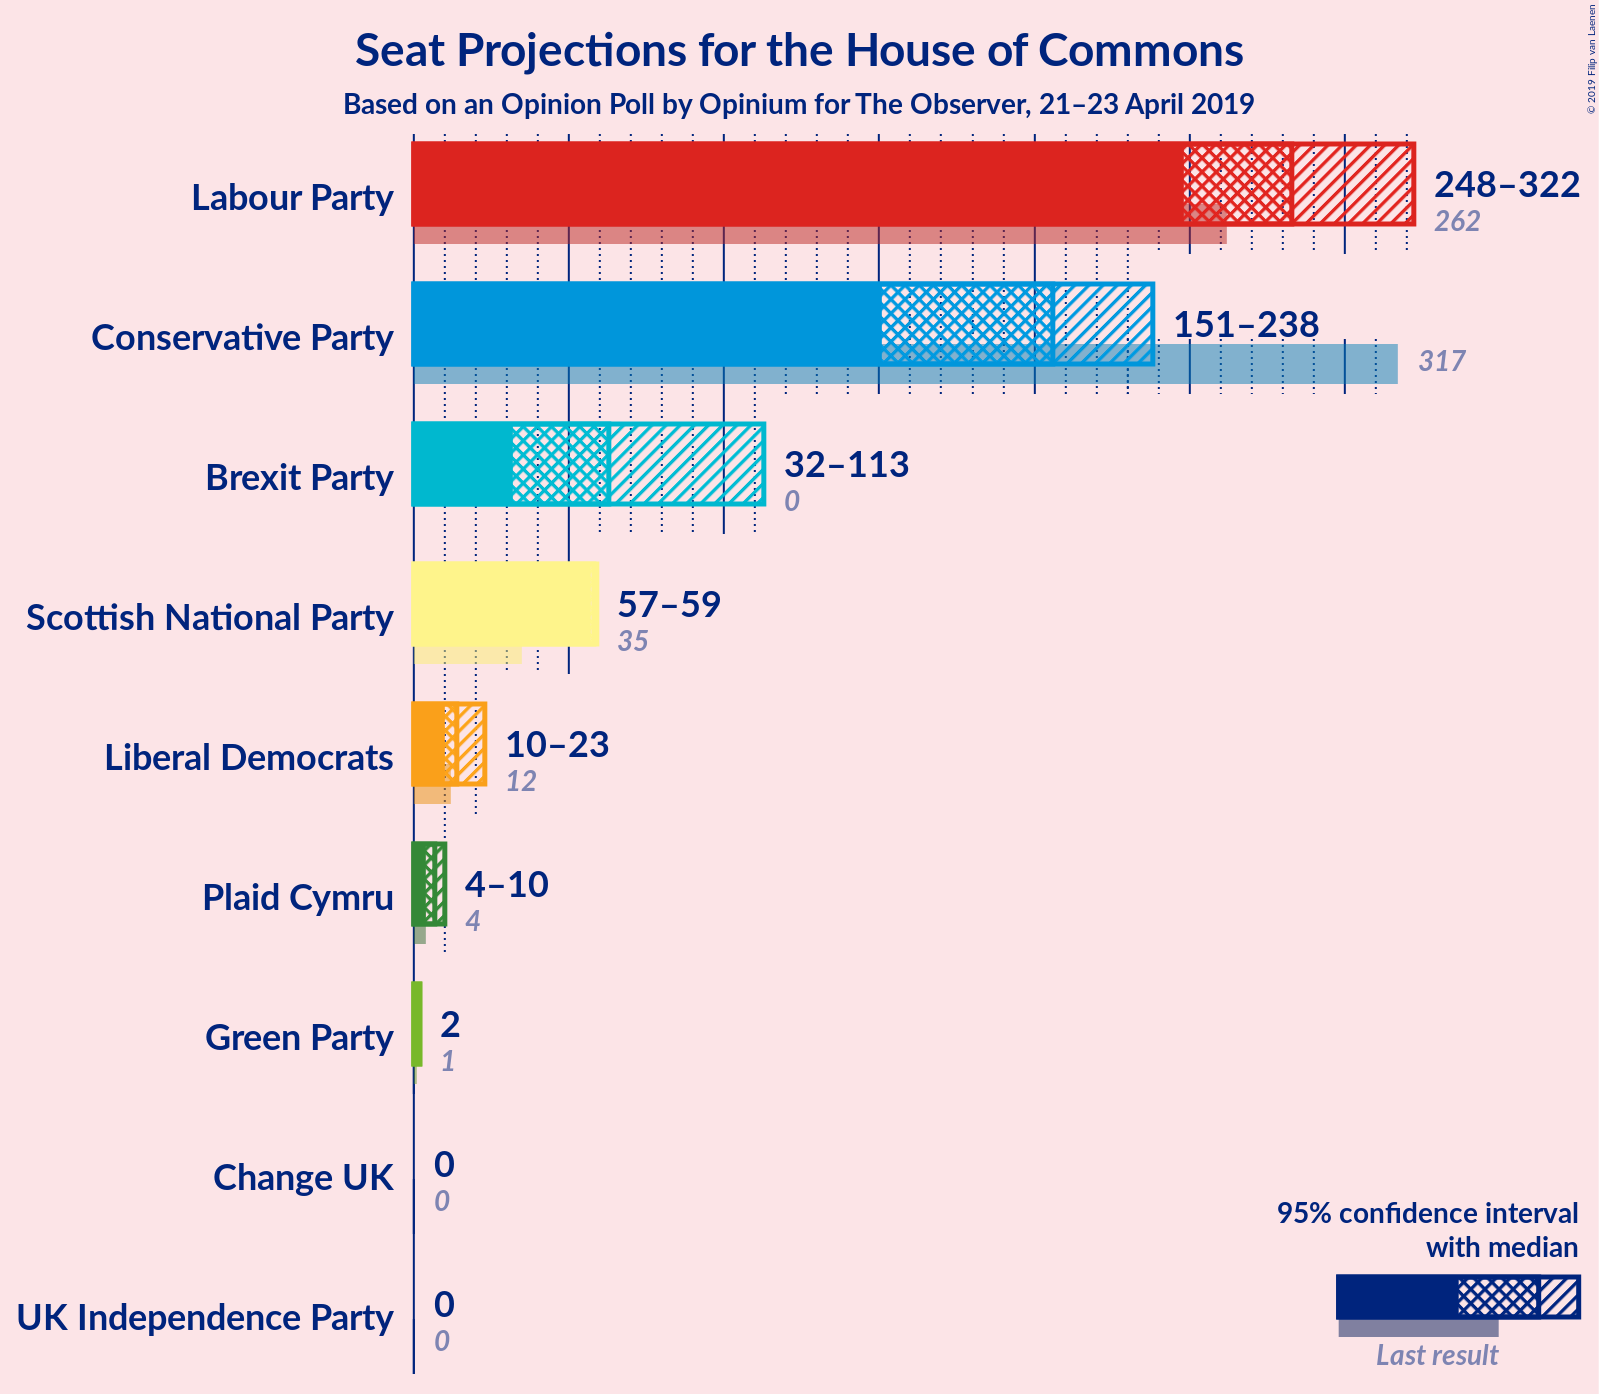 Seat Projections for the House of Commons
Based on an Opinion Poll by Opinium for The Observer, 21–23 April 2019
© 2019 Filip van Laenen
Labour Party
248–322
262
Conservative Party
151–238
317
Brexit Party
32–113
0
Scottish National Party
57–59
35
Liberal Democrats
10–23
12
Plaid Cymru
4–10
4
Green Party
2
1
Change UK
0
0
UK Independence Party
0
0
95% confidence interval
with median
Last result